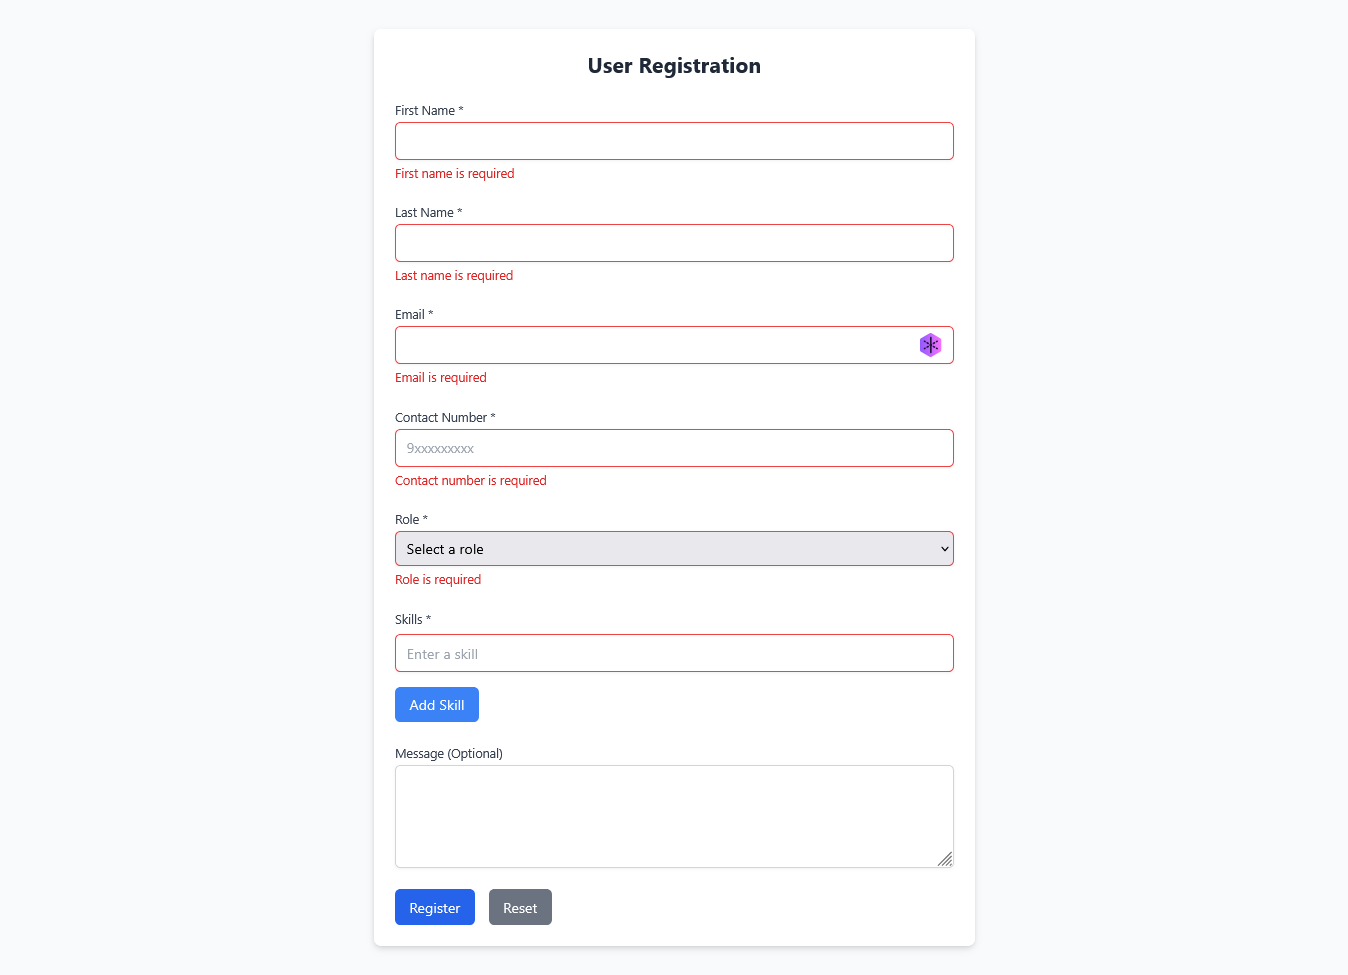 User Registration
First Name *
First name is required
Last Name *
Last name is required
Email *
Email is required
Contact Number *
9xxxxxxxxx
Contact number is required
Role *
Select a role
Role is required
Skills *
Enter a skill
Add Skill
Message (Optional)
Register Reset